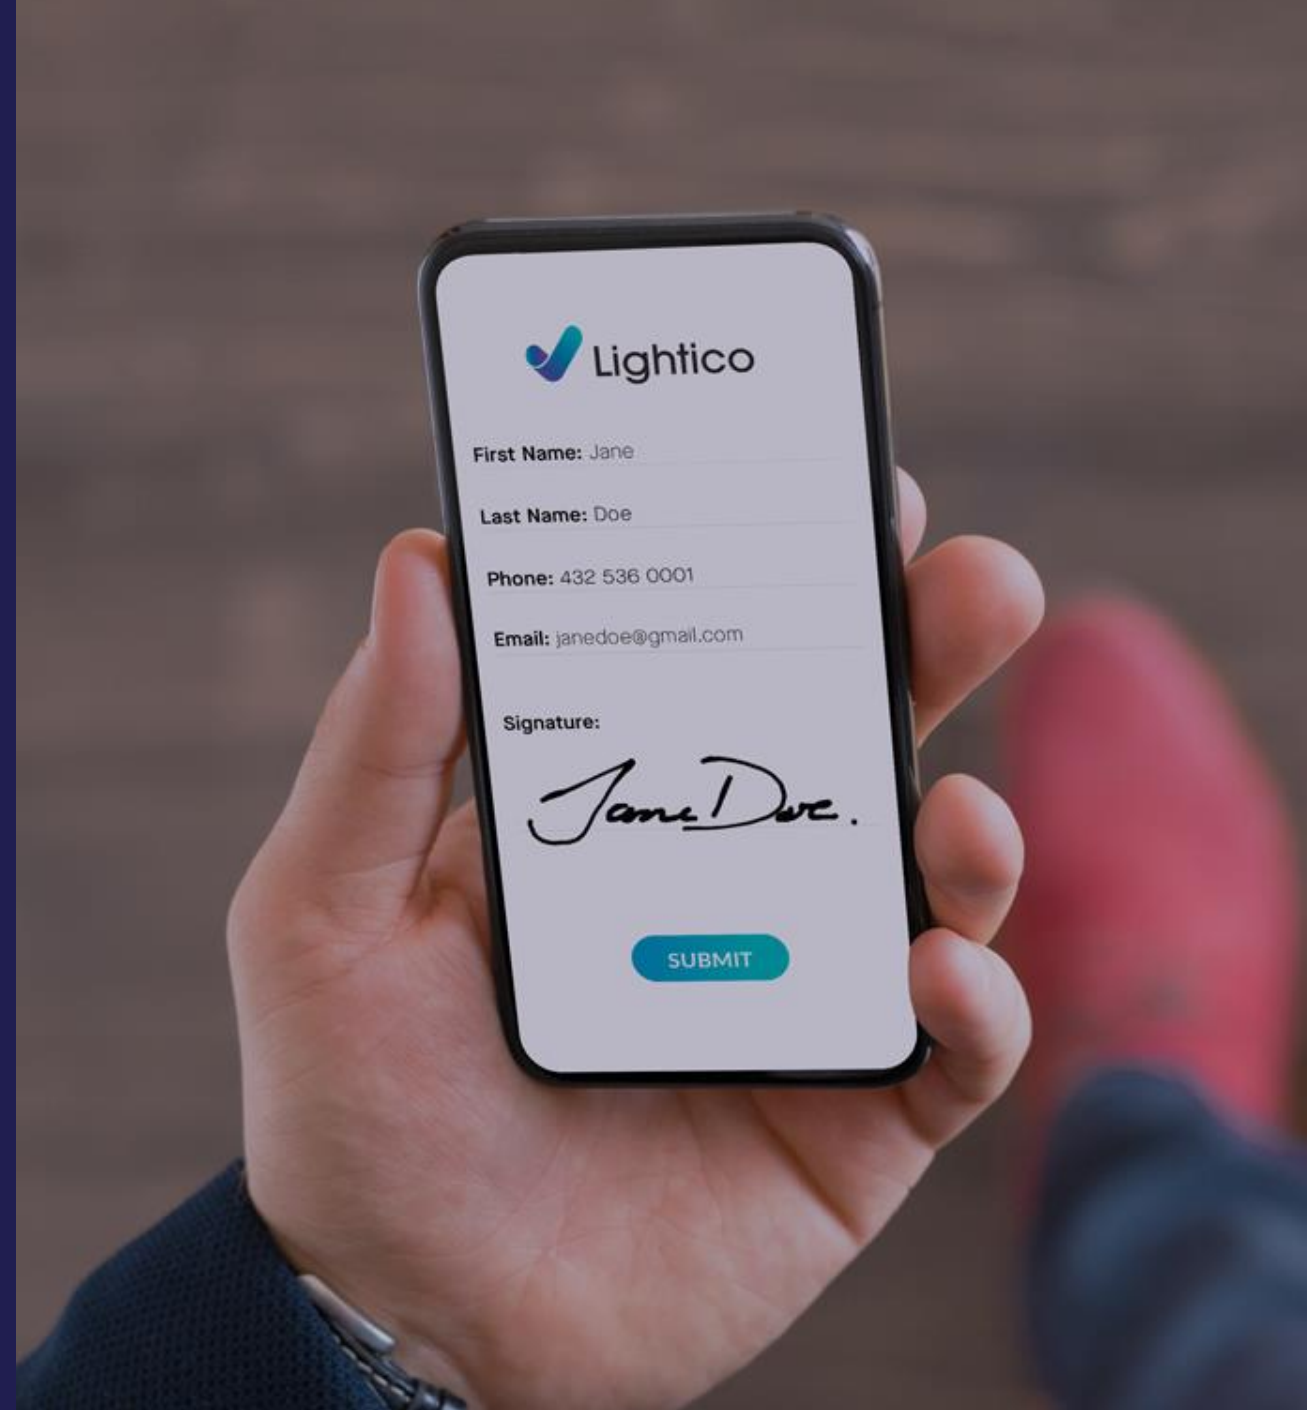 Lightico
First Name: Jane
Last Name: Doe
Phone: 432 536 0001
Email: janedoe@gmail.com
Signature:
Jane Doe.
SUBMIT